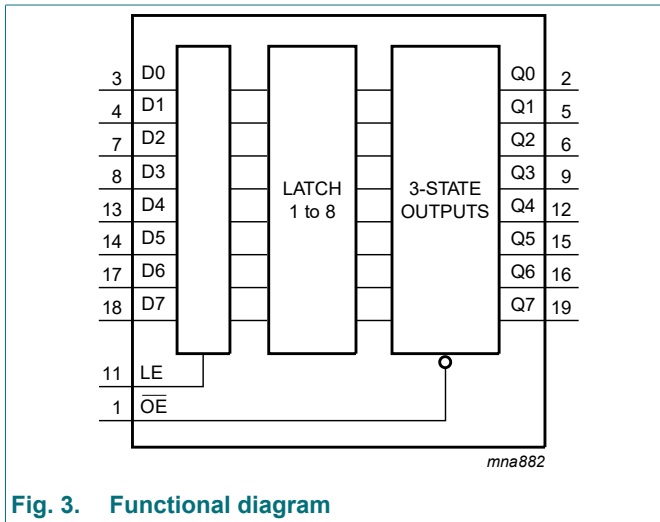 3 D0 Q0 2
4 D1 Q1 5
7 D2 Q2 6
8 D3 Q3 9
LATCH 3-STATE
1 to 8 OUTPUTS
13 D4 Q4 12
14 D5 Q5 15
17 D6 Q6 16
18 D7 Q7 19
11 LE
1 O̅E̅
mna882
Fig. 3. Functional diagram